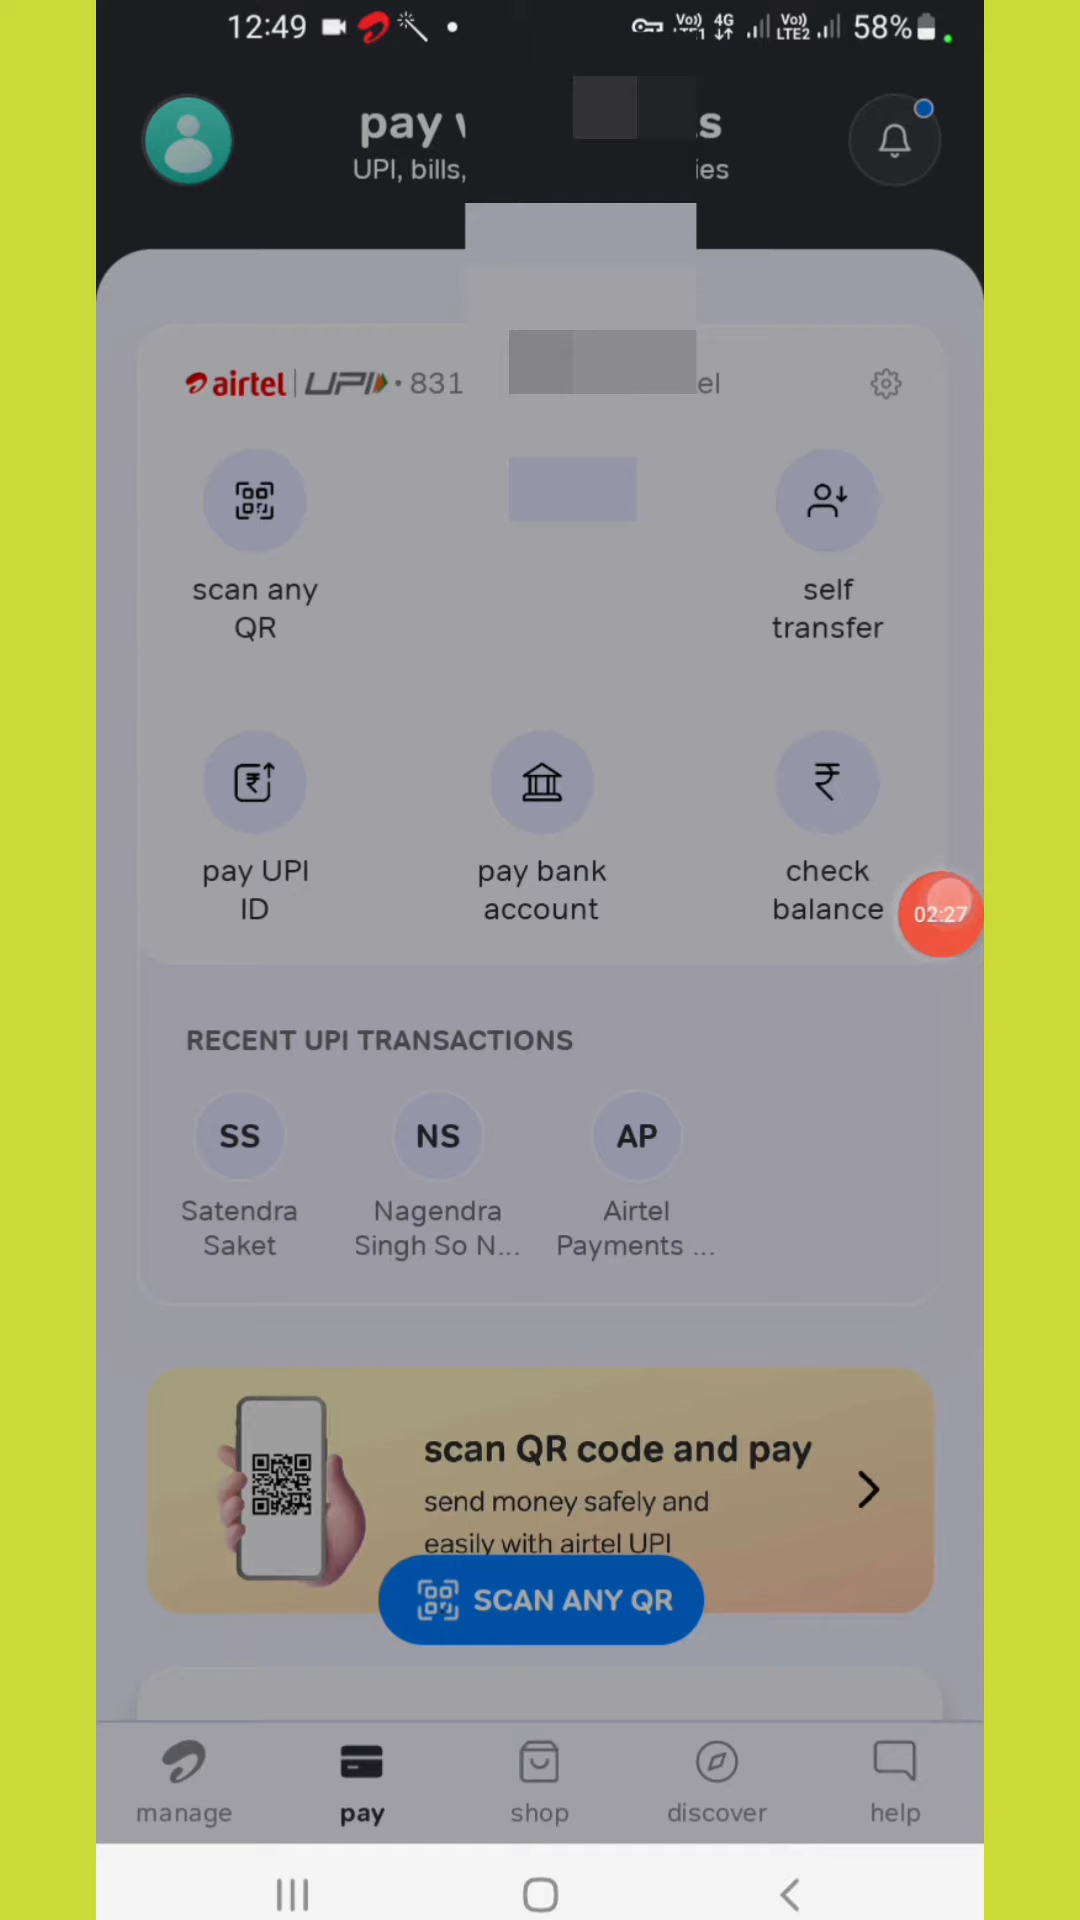 12:49 58%
pay
UPI, bills,
airtel | UPI • 831
scan any
QR
self
transfer
pay UPI
ID
pay bank
account
check
balance
02:27
RECENT UPI TRANSACTIONS
SS NS AP
Satendra
Saket
Nagendra
Singh So N...
Airtel
Payments ...
scan QR code and pay
send money safely and
easily with airtel UPI
SCAN ANY QR
manage pay shop discover help